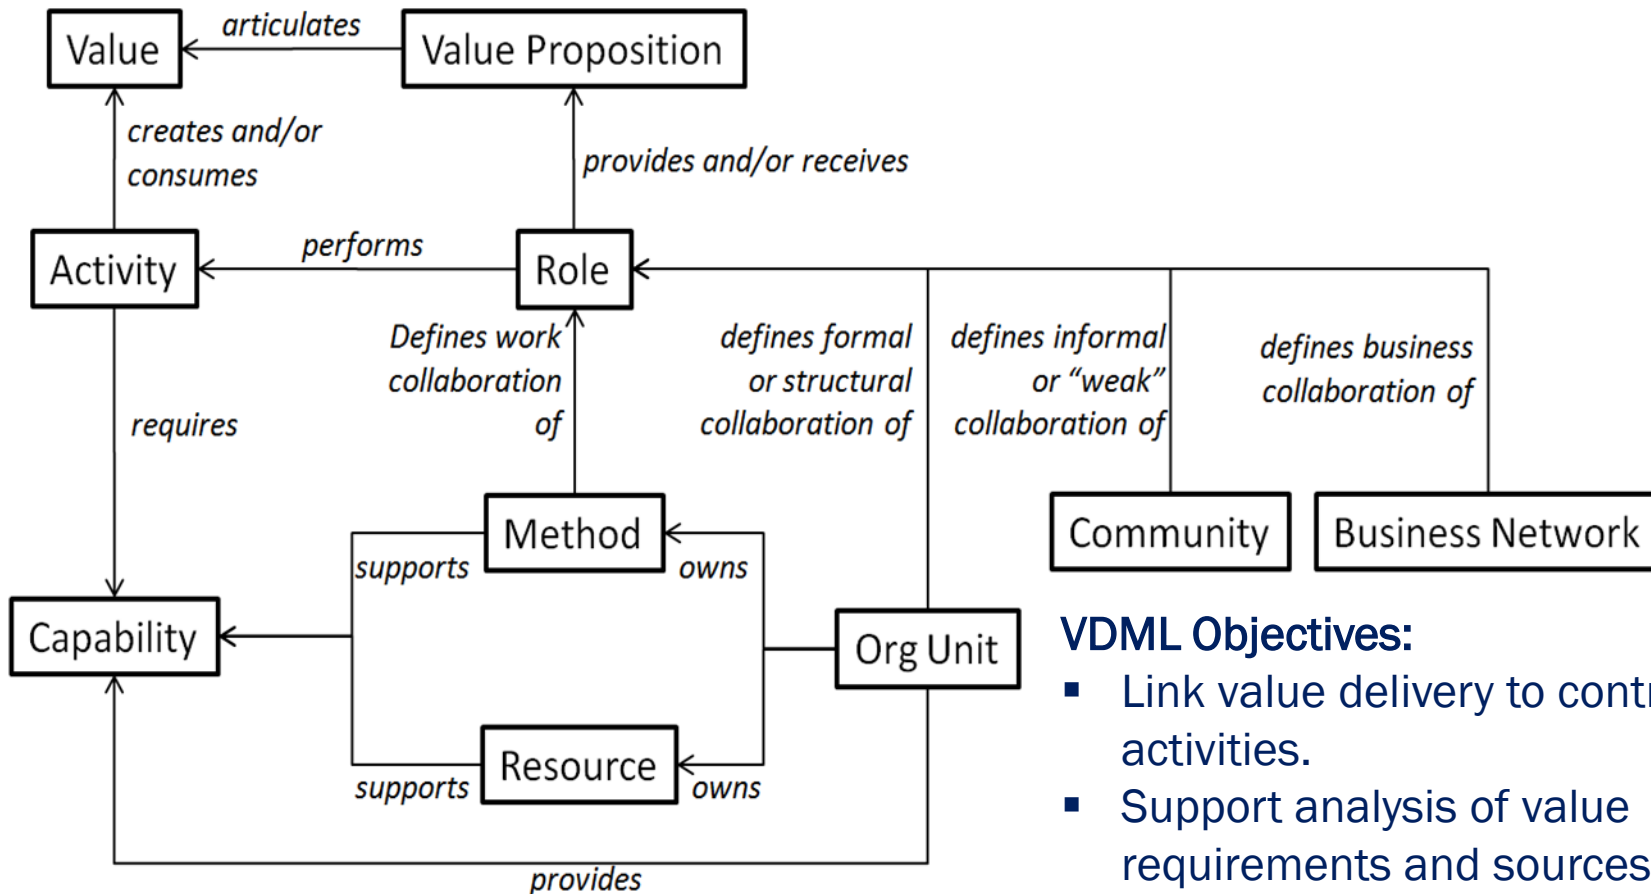 Value
articulates
Value Proposition
creates and/or
consumes
provides and/or receives
Activity
performs
Role
Defines work
collaboration
of
defines formal
or structural
collaboration of
defines informal
or “weak”
collaboration of
defines business
collaboration of
requires
Method
Community
Business Network
supports
owns
Capability
Org Unit
Resource
supports
owns
provides
VDML Objectives:
▪ Link value delivery to contr
activities.
▪ Support analysis of value
requirements and sources